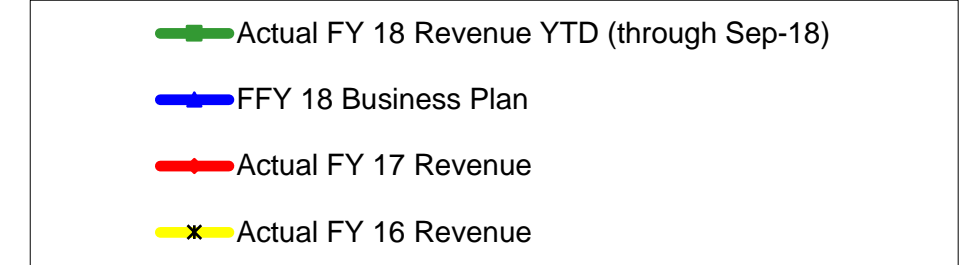 Actual FY 18 Revenue YTD (through Sep-18)
FFY 18 Business Plan
Actual FY 17 Revenue
Actual FY 16 Revenue